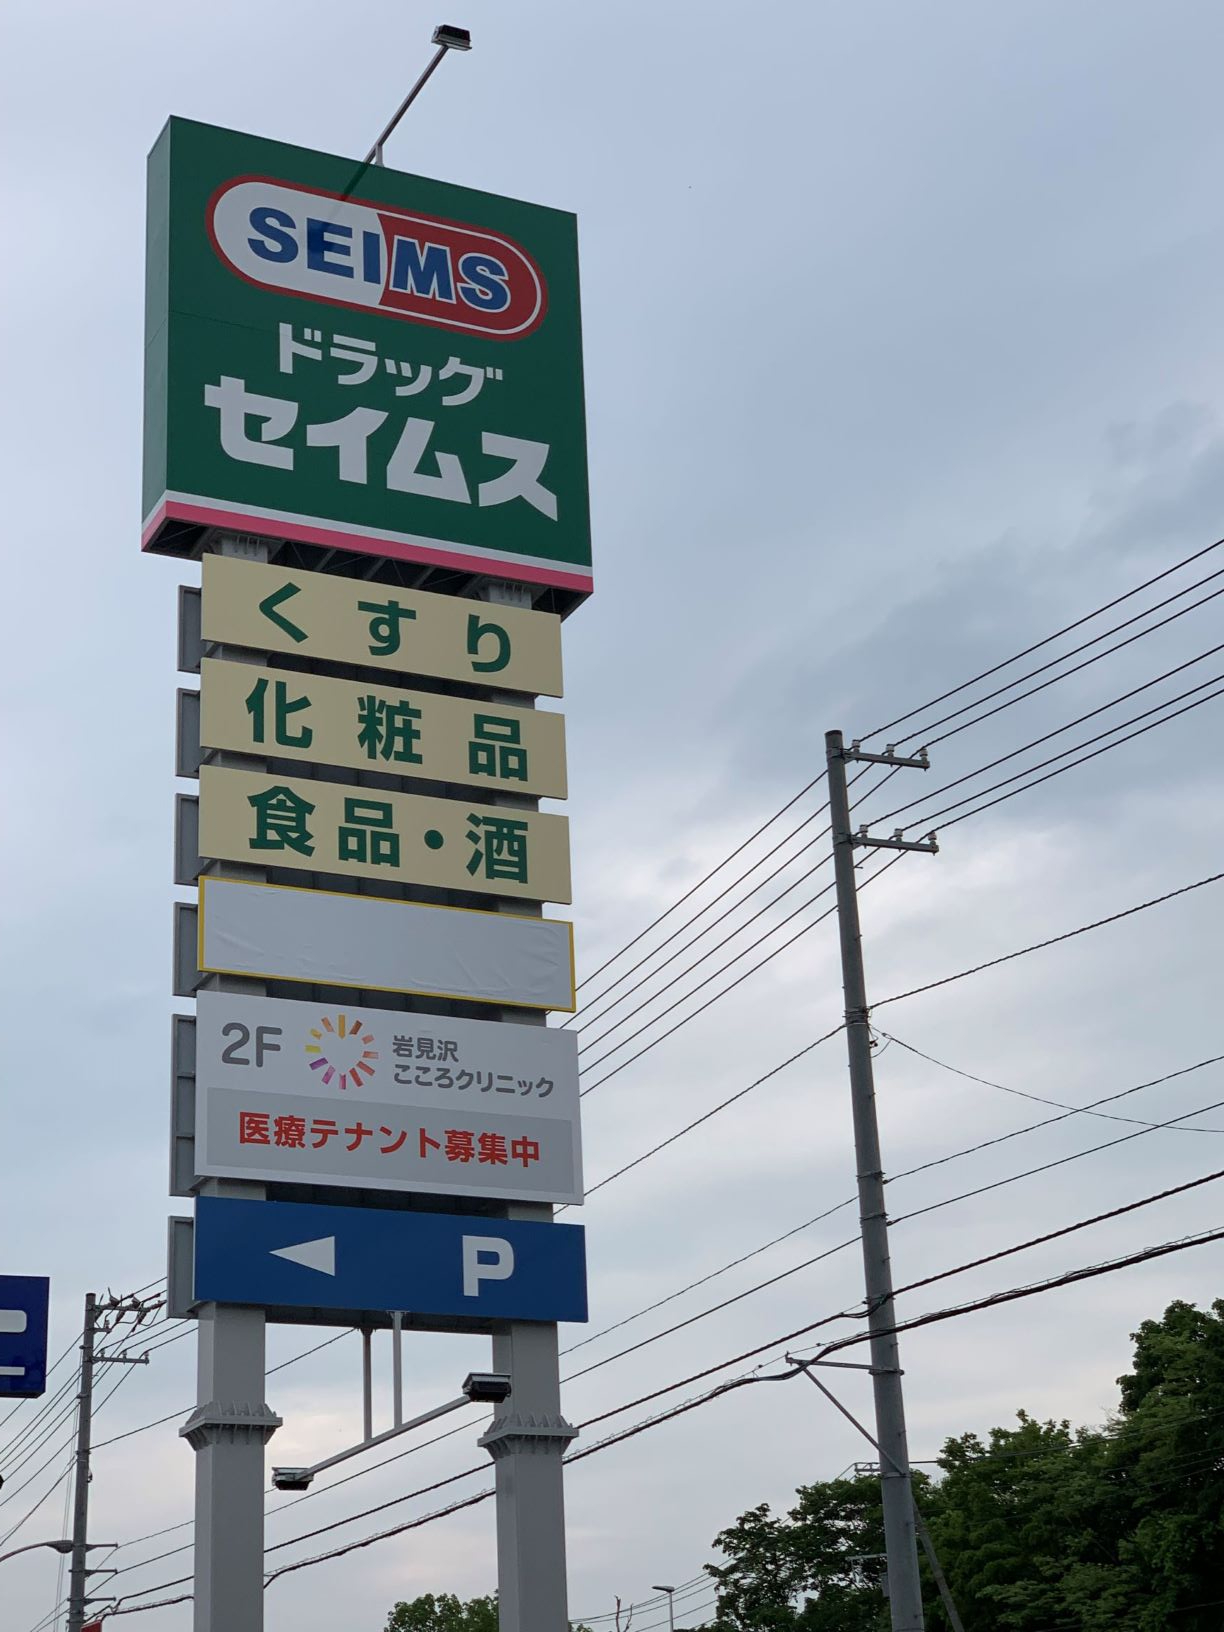 SEIMS
ドラッグ
セイムス
くすり
化粧品
食品・酒
2F 岩見沢
こころクリニック
医療テナント募集中
P